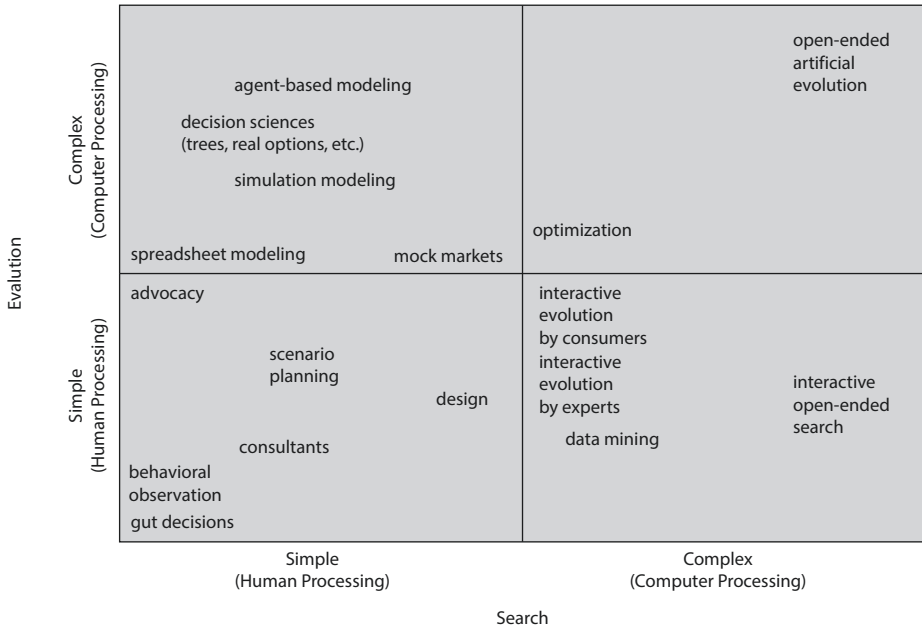 open-ended
artificial
evolution
agent-based modeling
decision sciences
(trees, real options, etc.)
simulation modeling
optimization
spreadsheet modeling
mock markets
Complex
(Computer Processing)
Evalution
advocacy
interactive
evolution
by consumers
scenario
planning
interactive
evolution
by experts
design
interactive
open-ended
search
data mining
consultants
behavioral
observation
gut decisions
Simple
(Human Processing)
Simple
(Human Processing)
Complex
(Computer Processing)
Search